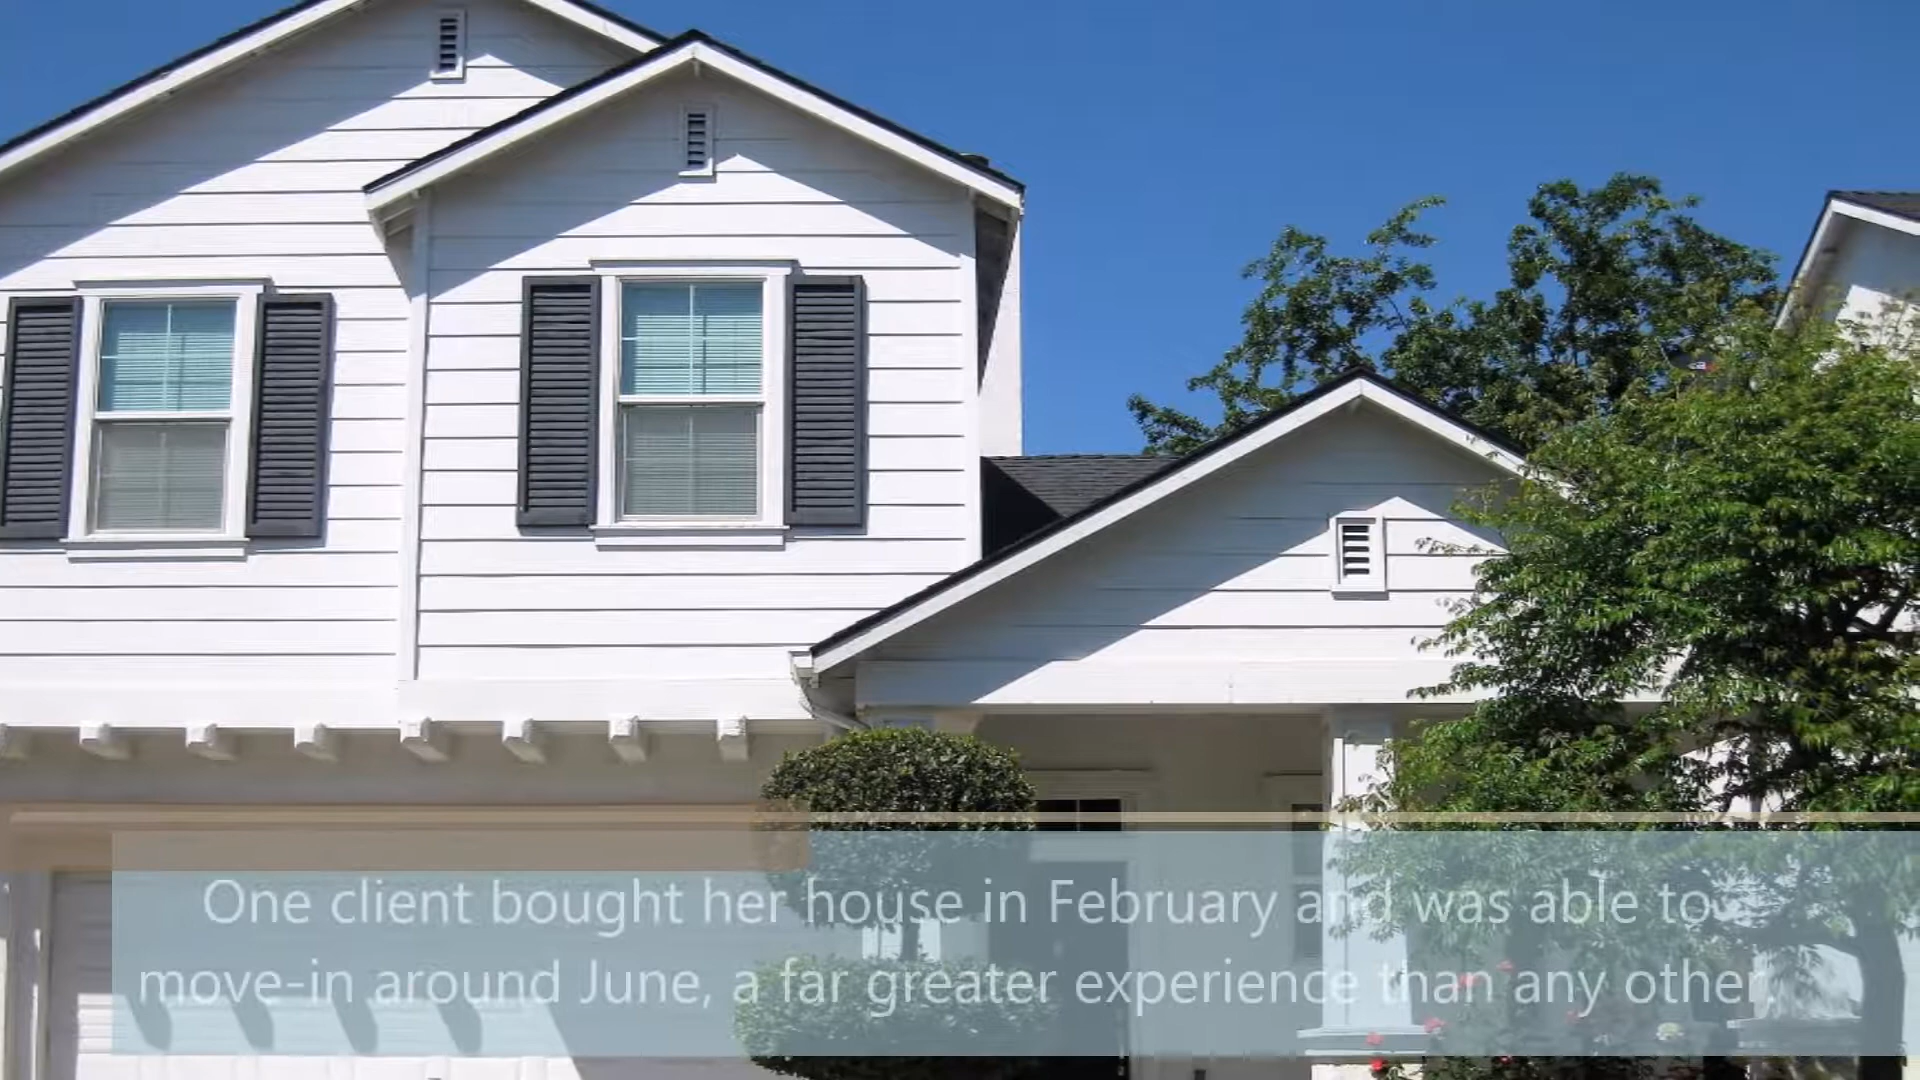 One client bought her house in February and was able to
move-in around June, a far greater experience than any other.